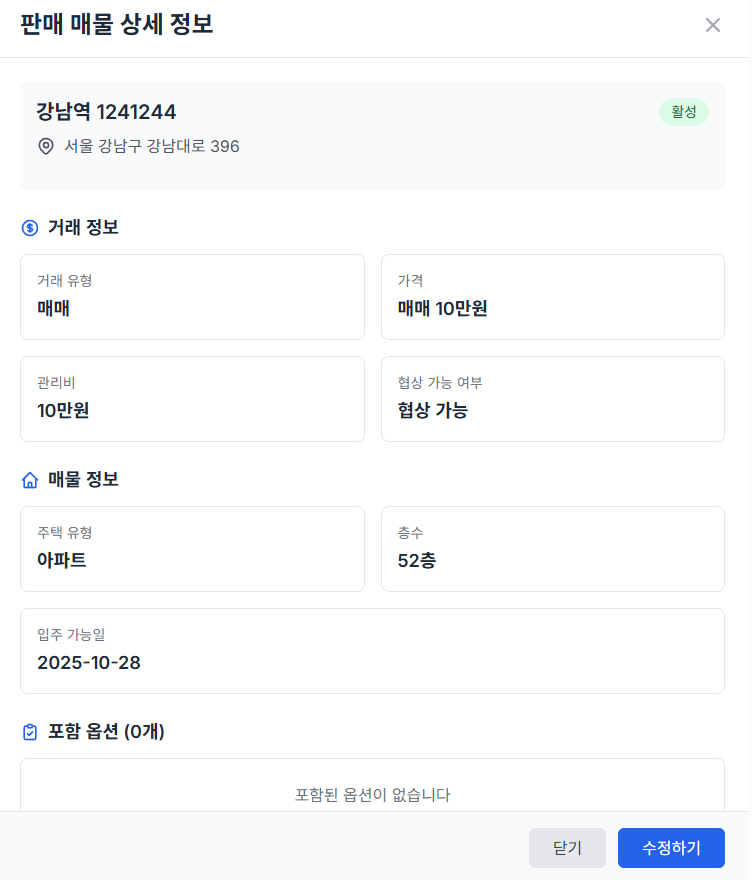 판매 매물 상세 정보
강남역 1241244
활성
서울 강남구 강남대로 396
거래 정보
거래 유형
매매
가격
매매 10만원
관리비
10만원
협상 가능 여부
협상 가능
매물 정보
주택 유형
아파트
층수
52층
입주 가능일
2025-10-28
포함 옵션 (0개)
포함된 옵션이 없습니다
닫기
수정하기